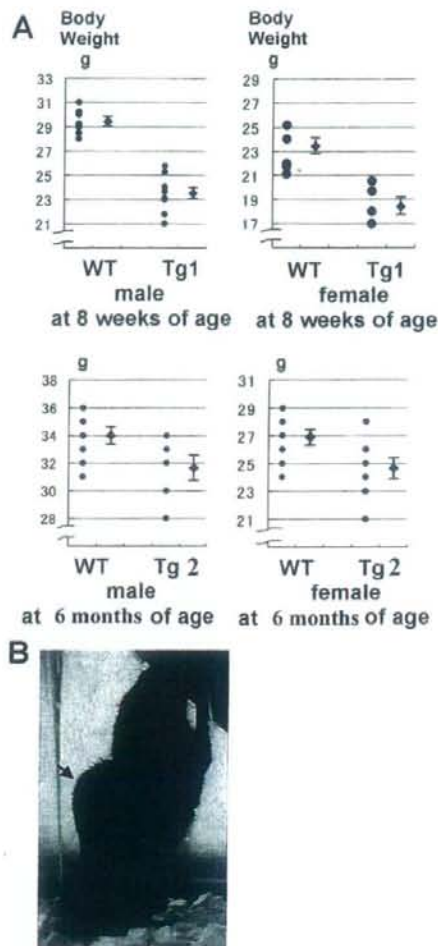 A
Body Weight g
33
31
29
27
25
23
21
WT Tg1
male
at 8 weeks of age
Body Weight g
29
27
25
23
21
19
17
WT Tg1
female
at 8 weeks of age
g
38
36
34
32
30
28
WT Tg 2
male
at 6 months of age
g
31
29
27
25
23
21
WT Tg 2
female
at 6 months of age
B